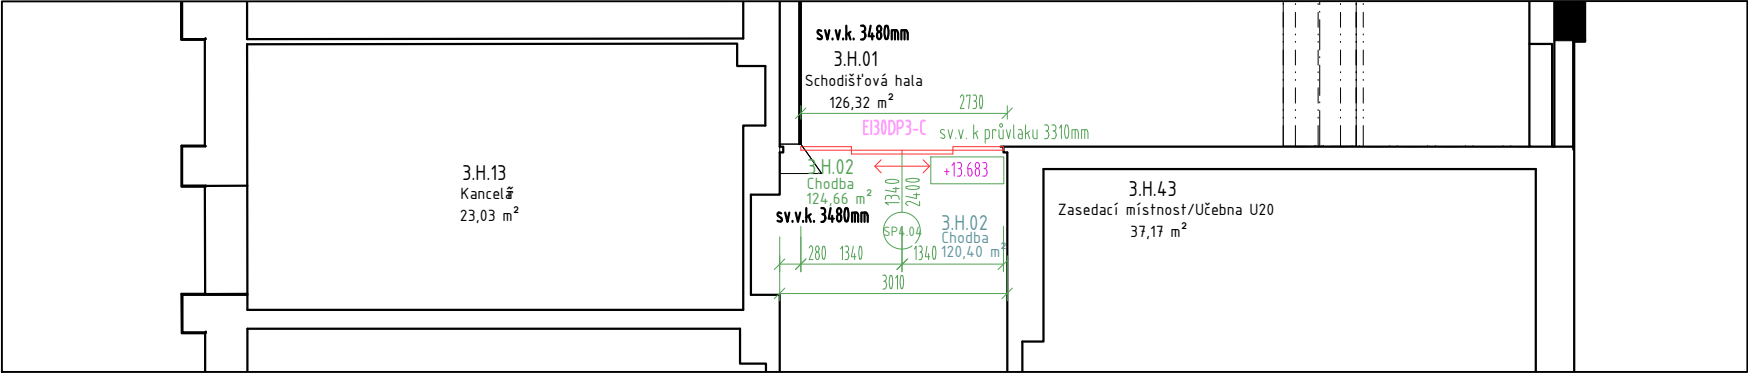 sv.v.k. 3480mm
3.H.01
Schodišťová hala
126,32 m²
2730
EI30DP3-C
sv.v. k průvlaku 3310mm
3.H.13
Kancelář
23,03 m²
3.H.02
Chodba
124,66 m²
+13.683
1340
2400
3.H.43
Zasedací místnost/Učebna U20
37,17 m²
sv.v.k. 3480mm
SP4.04
3.H.02
Chodba
120,40 m²
280 1340 1340
3010